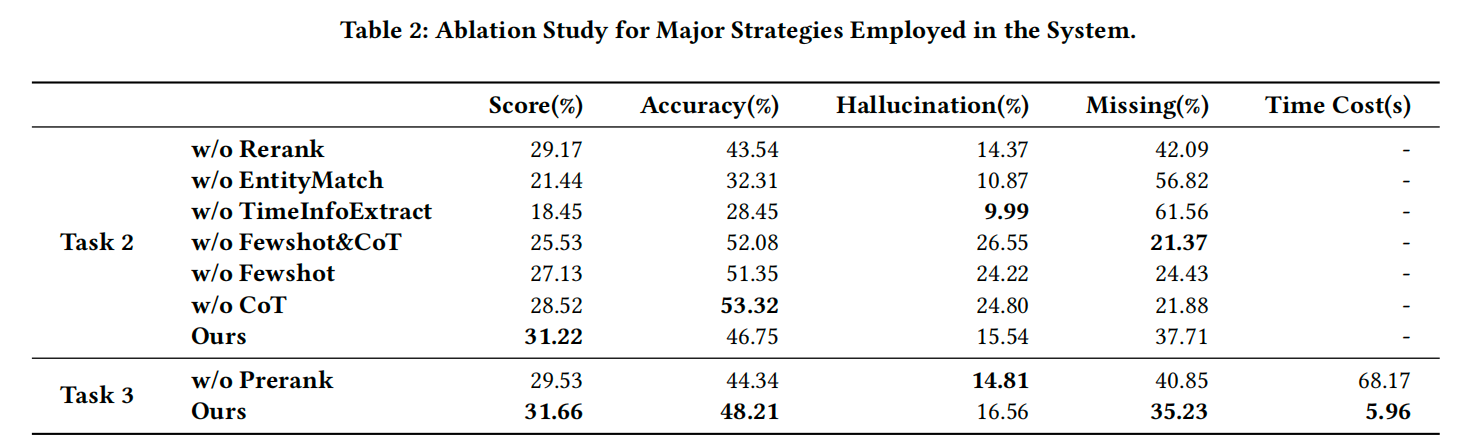 Table 2: Ablation Study for Major Strategies Employed in the System.
Score(%) Accuracy(%) Hallucination(%) Missing(%) Time Cost(s)
w/o Rerank 29.17 43.54 14.37 42.09 -
w/o EntityMatch 21.44 32.31 10.87 56.82 -
w/o TimeInfoExtract 18.45 28.45 9.99 61.56 -
Task 2 w/o Fewshot&CoT 25.53 52.08 26.55 21.37 -
w/o Fewshot 27.13 51.35 24.22 24.43 -
w/o CoT 28.52 53.32 24.80 21.88 -
Ours 31.22 46.75 15.54 37.71 -
Task 3 w/o Prerank 29.53 44.34 14.81 40.85 68.17
Ours 31.66 48.21 16.56 35.23 5.96